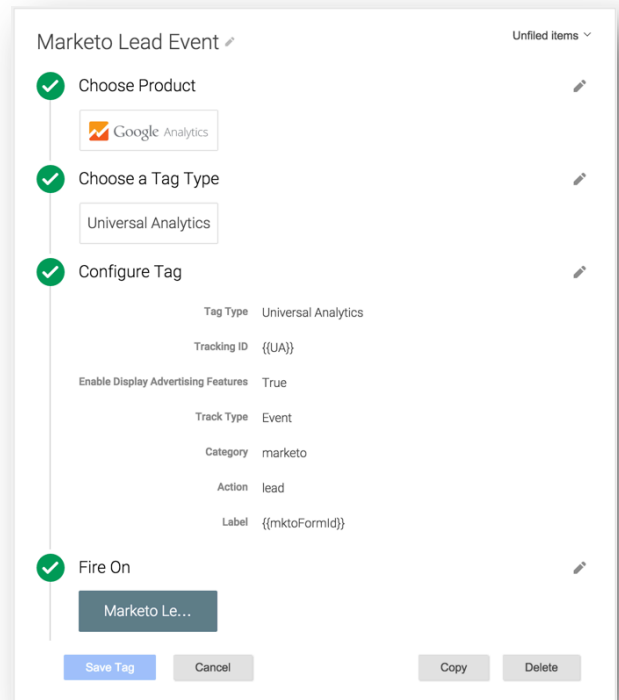 Marketo Lead Event
Unfiled items
Choose Product
Google Analytics
Choose a Tag Type
Universal Analytics
Configure Tag
Tag Type Universal Analytics
Tracking ID {{UA}}
Enable Display Advertising Features True
Track Type Event
Category marketo
Action lead
Label {{mktoFormId}}
Fire On
Marketo Le...
Save Tag Cancel Copy Delete